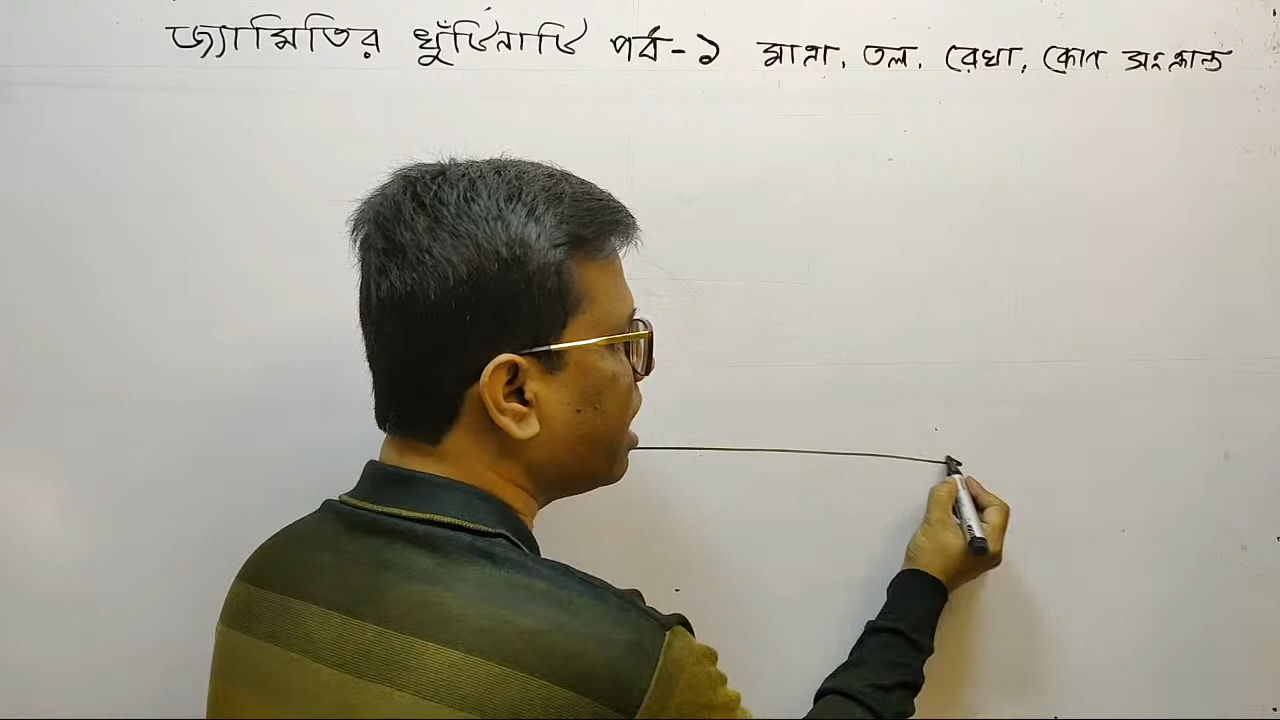 জ্যামিতির খুঁটিনাটি পর্ব-১ মাত্রা, তল, রেখা, কোণ সংক্রান্ত